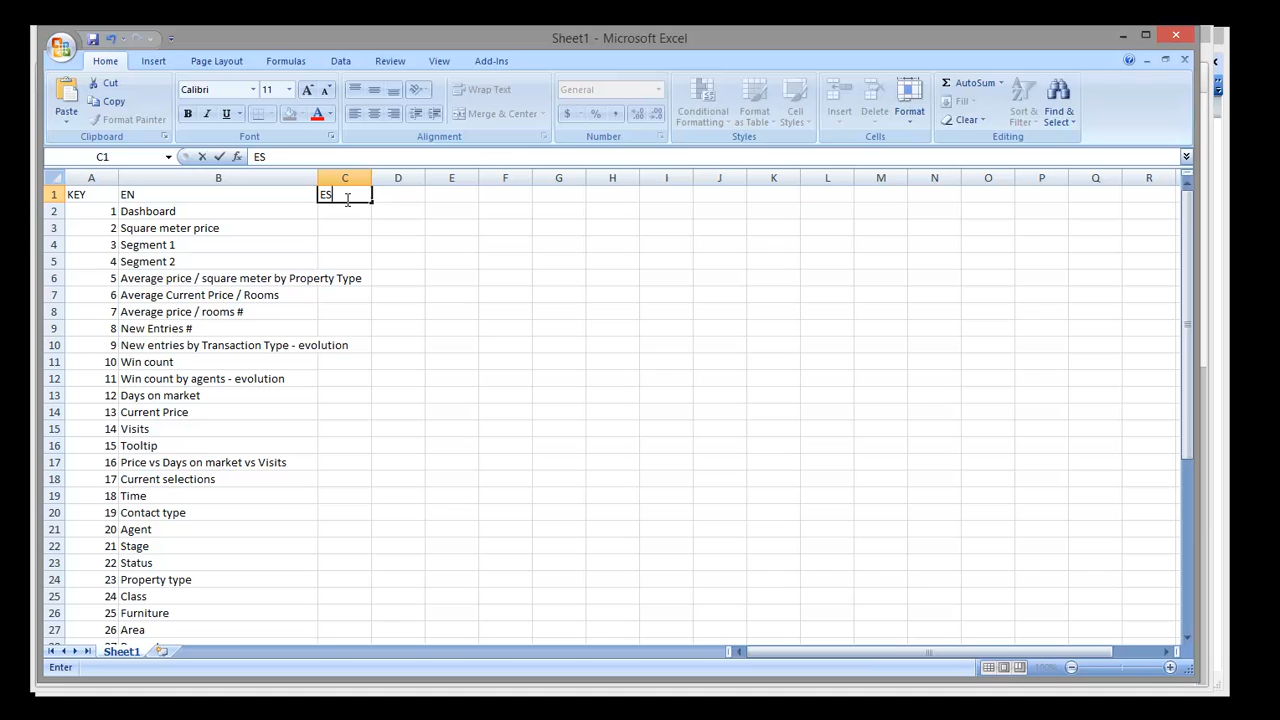 Sheet1 - Microsoft Excel
Home Insert Page Layout Formulas Data Review View Add-Ins
Paste Cut Copy Format Painter Clipboard
Calibri 11 A A B I U A Font
Wrap Text Merge & Center Alignment
General $ % , Number
Conditional Formatting Format as Table Cell Styles Styles
Insert Delete Format Cells
Σ AutoSum Fill Clear Sort & Filter Find & Select Editing
C1 fx ES
A B C D E F G H I J K L M N O P Q R
1 KEY EN ES
2 1 Dashboard
3 2 Square meter price
4 3 Segment 1
5 4 Segment 2
6 5 Average price / square meter by Property Type
7 6 Average Current Price / Rooms
8 7 Average price / rooms #
9 8 New Entries #
10 9 New entries by Transaction Type - evolution
11 10 Win count
12 11 Win count by agents - evolution
13 12 Days on market
14 13 Current Price
15 14 Visits
16 15 Tooltip
17 16 Price vs Days on market vs Visits
18 17 Current selections
19 18 Time
20 19 Contact type
21 20 Agent
22 21 Stage
23 22 Status
24 23 Property type
25 24 Class
26 25 Furniture
27 26 Area
Sheet1
Enter 100%